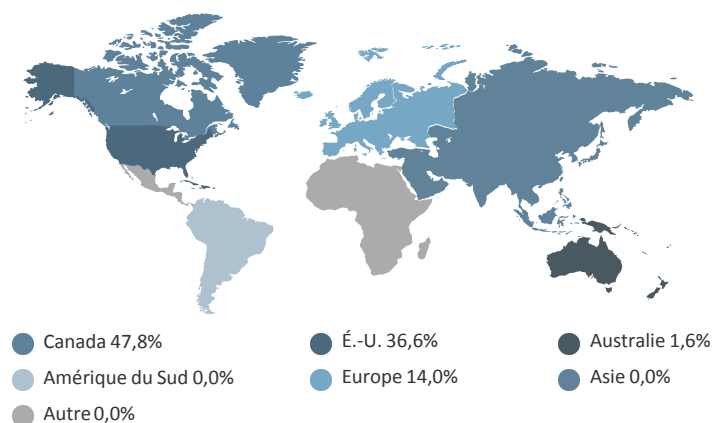 Canada 47,8%
É.-U. 36,6%
Australie 1,6%
Amérique du Sud 0,0%
Europe 14,0%
Asie 0,0%
Autre 0,0%